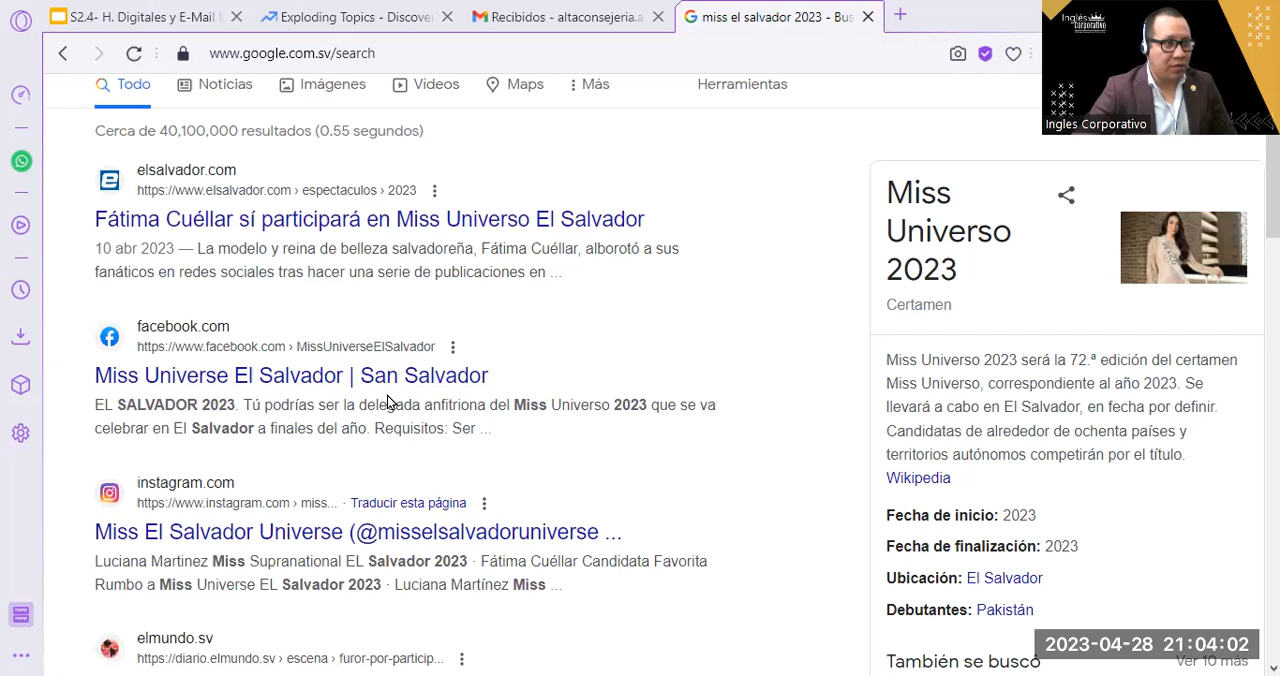 S2.4- H. Digitales y E-Mail
Exploding Topics - Discove
Recibidos - altaconsejeria.a
miss el salvador 2023 - Bus
www.google.com.sv/search
Todo
Noticias
Imágenes
Videos
Maps
Más
Herramientas
Cerca de 40,100,000 resultados (0.55 segundos)
elsalvador.com
https://www.elsalvador.com › espectaculos › 2023
Fátima Cuéllar sí participará en Miss Universo El Salvador
10 abr 2023 — La modelo y reina de belleza salvadoreña, Fátima Cuéllar, alborotó a sus
fanáticos en redes sociales tras hacer una serie de publicaciones en ...
facebook.com
https://www.facebook.com › MissUniverseElSalvador
Miss Universe El Salvador | San Salvador
EL SALVADOR 2023. Tú podrías ser la delegada anfitriona del Miss Universo 2023 que se va
celebrar en El Salvador a finales del año. Requisitos: Ser ...
instagram.com
https://www.instagram.com › miss... · Traducir esta página
Miss El Salvador Universe (@misselsalvadoruniverse ...
Luciana Martinez Miss Supranational EL Salvador 2023 · Fátima Cuéllar Candidata Favorita
Rumbo a Miss Universe EL Salvador 2023 · Luciana Martínez Miss ...
elmundo.sv
https://diario.elmundo.sv › escena › furor-por-particip...
Inglés
Corporativo
Ingles Corporativo
Miss
Universo
2023
Certamen
Miss Universo 2023 será la 72.ª edición del certamen
Miss Universo, correspondiente al año 2023. Se
llevará a cabo en El Salvador, en fecha por definir.
Candidatas de alrededor de ochenta países y
territorios autónomos competirán por el título.
Wikipedia
Fecha de inicio: 2023
Fecha de finalización: 2023
Ubicación: El Salvador
Debutantes: Pakistán
2023-04-28 21:04:02
También se buscó
Ver 10 más